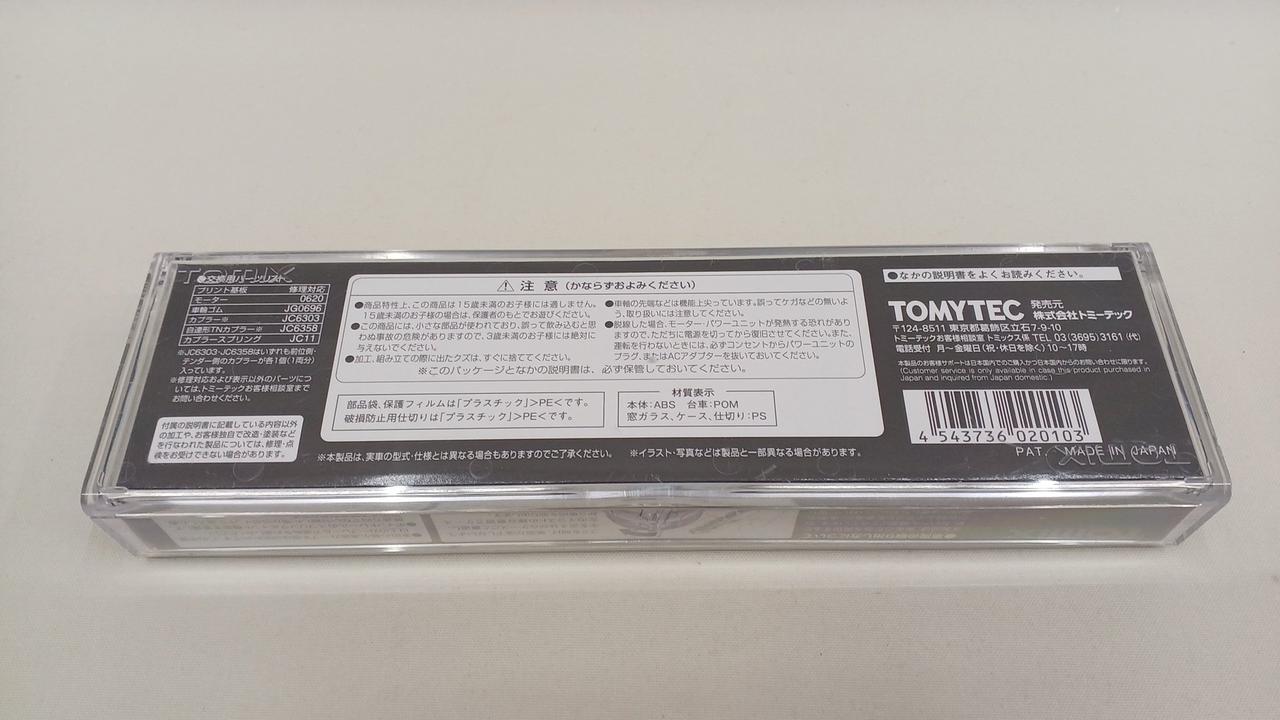 TOMIX
●交換用パーツリスト
プリント基板 修理対応
モーター 0620
車輪ゴム JG0696
カプラー※ JC6303
自連形TNカプラー※ JC6358
カプラースプリング JC11
※JC6303・JC6358はいずれも前位側・
テンダー側のカプラーが各1個(1両分)
入っています。
※修理対応および表示以外のパーツにつ
いては、トミーテックお客様相談室まで
お問い合わせください。
付属の説明書に記載している内容以外
の加工や、お客様独自で改造・塗装など
を行なわれた製品については、修理・点
検をお受けできない場合があります。
⚠ 注 意 (かならずおよみください)
●商品特性上、この商品は15歳未満のお子様には適しません。
15歳未満のお子様の場合は、保護者のもとでお遊びください。
●この商品には、小さな部品が使われており、誤って飲み込むと思
わぬ事故の危険がありますので、3歳未満のお子様には絶対に
与えないでください。
●加工、組み立ての際に出たクズは、すぐに捨ててください。
●車輪の先端などは機能上尖っています。誤ってケガなどの無いよ
う、取り扱いには注意してください。
●脱線した場合、モーター・パワーユニットが発熱する恐れがあり
ますので、ただちに電源を切ってから復旧させてください。また、
運転を行わないときには、必ずコンセントからパワーユニットの
プラグ、またはACアダプターを抜いておいてください。
このパッケージとなかの説明書は、必ず保管しておいてください。
部品袋、保護フィルムは「プラスチック」>PE<です。
破損防止用仕切りは「プラスチック」>PE<です。
材質表示
本体:ABS 台車:POM
窓ガラス、ケース、仕切り:PS
※本製品は、実車の型式・仕様とは異なる場合もありますのでご了承ください。 ※イラスト・写真などは製品と一部異なる場合があります。
●なかの説明書をよくお読みください。
TOMYTEC 発売元 株式会社トミーテック
〒124-8511 東京都葛飾区立石7-9-10
トミーテックお客様相談室 トミックス係 TEL 03(3695)3161 (代)
電話受付 月〜金曜日(祝・休日を除く)10〜17時
本製品のお客様サポートは日本国内でのご購入かつ日本国内からのお問い合わせに限ります。
(Customer service is only available in case this product purchased in
Japan and inquired from Japan domestic.)
4 543736 020103
PAT. MADE IN JAPAN
TOMIX